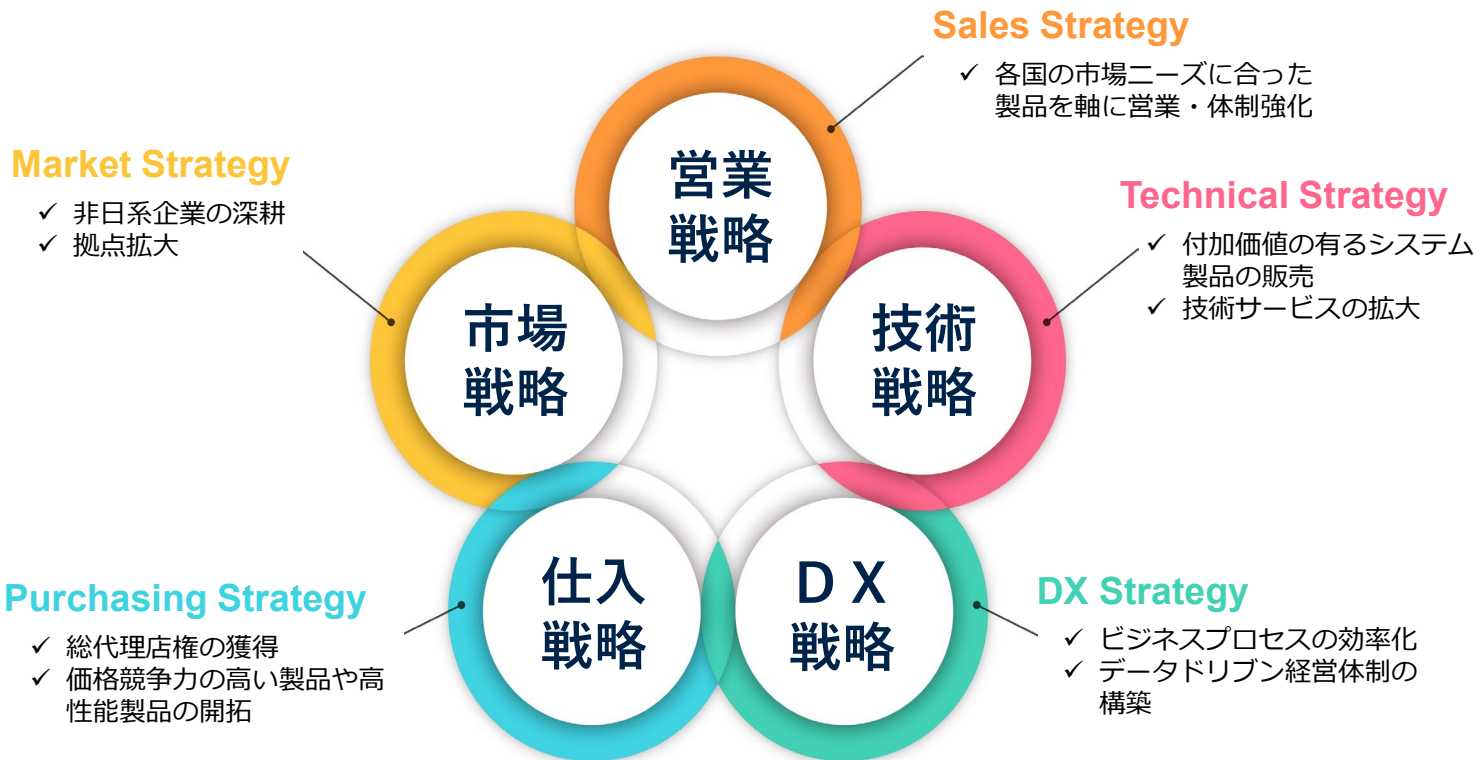 Sales Strategy
✓ 各国の市場ニーズに合った
製品を軸に営業・体制強化
営業
戦略
Market Strategy
✓ 非日系企業の深耕
✓ 拠点拡大
市場
戦略
Technical Strategy
✓ 付加価値の有るシステム
製品の販売
✓ 技術サービスの拡大
技術
戦略
Purchasing Strategy
✓ 総代理店権の獲得
✓ 価格競争力の高い製品や高
性能製品の開拓
仕入
戦略
DX Strategy
✓ ビジネスプロセスの効率化
✓ データドリブン経営体制の
構築
ＤＸ
戦略